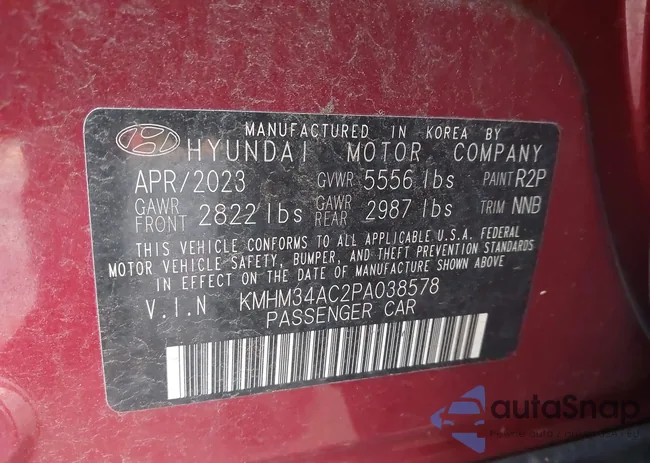 MANUFACTURED IN KOREA BY
HYUNDAI MOTOR COMPANY
APR/2023 GVWR 5556 lbs PAINT R2P
GAWR FRONT 2822 lbs GAWR REAR 2987 lbs TRIM NNB
THIS VEHICLE CONFORMS TO ALL APPLICABLE U.S.A. FEDERAL
MOTOR VEHICLE SAFETY, BUMPER, AND THEFT PREVENTION STANDARDS
IN EFFECT ON THE DATE OF MANUFACTURE SHOWN ABOVE
V.I.N KMHM34AC2PA038578
PASSENGER CAR
autoSnap